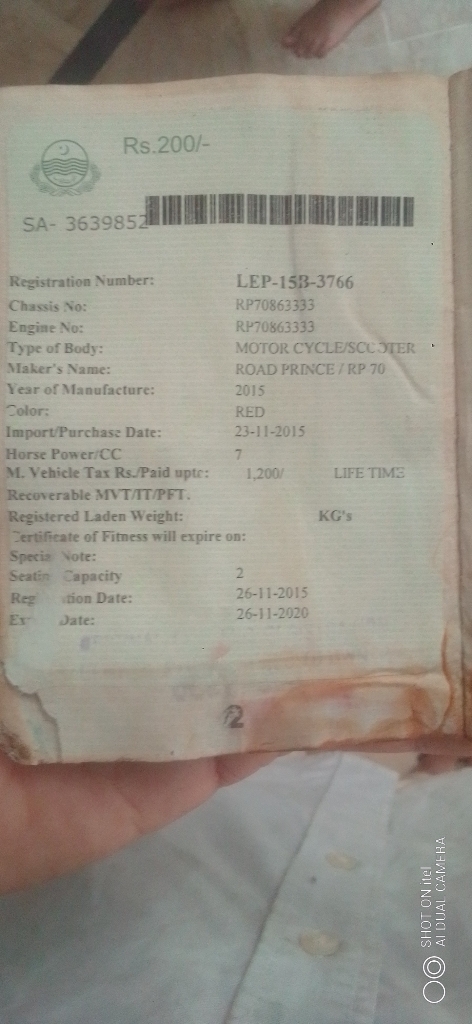 Rs.200/-
SA- 3639852
Registration Number: LEP-15B-3766
Chassis No: RP70863333
Engine No: RP70863333
Type of Body: MOTOR CYCLE/SCOOTER
Maker's Name: ROAD PRINCE / RP 70
Year of Manufacture: 2015
Color: RED
Import/Purchase Date: 23-11-2015
Horse Power/CC 7
M. Vehicle Tax Rs./Paid upto: 1,200/ LIFE TIME
Recoverable MVT/IT/PFT.
Registered Laden Weight: KG's
Certificate of Fitness will expire on:
Special Note:
Seating Capacity 2
Registration Date: 26-11-2015
Date: 26-11-2020
2
SHOT ON itel
AI DUAL CAMERA